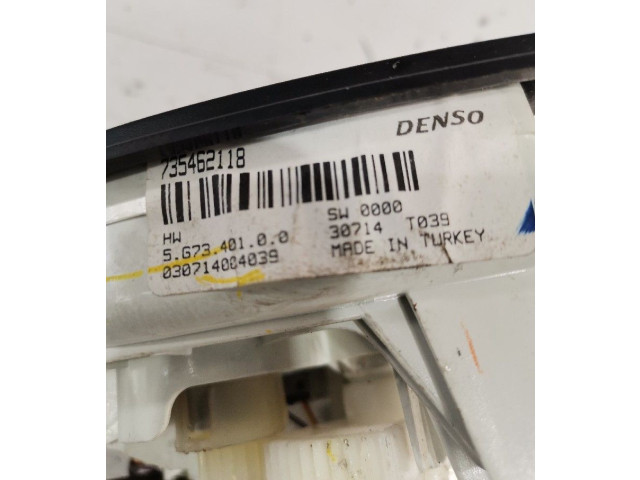 DENSO
735462118
HW
SW 0000
5.G73.401.0.0
30714 T039
030714004039
MADE IN TURKEY